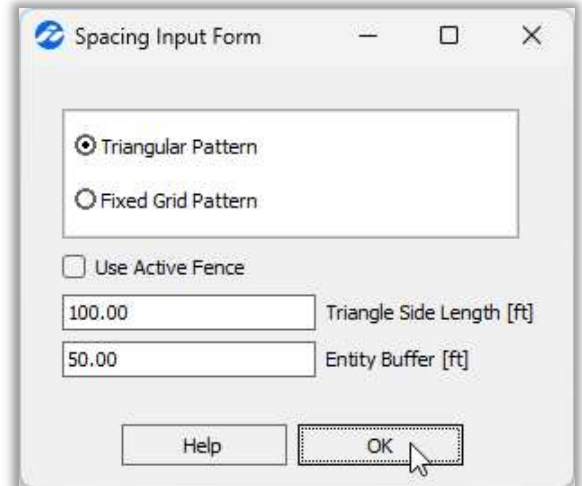 Spacing Input Form
Triangular Pattern
Fixed Grid Pattern
Use Active Fence
100.00 Triangle Side Length [ft]
50.00 Entity Buffer [ft]
Help OK